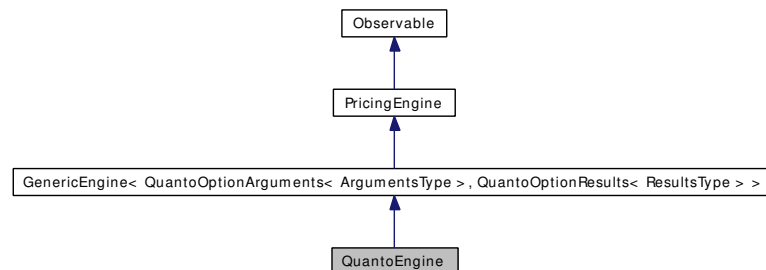 Observable
PricingEngine
GenericEngine< QuantoOptionArguments< ArgumentsType >, QuantoOptionResults< ResultsType > >
QuantoEngine